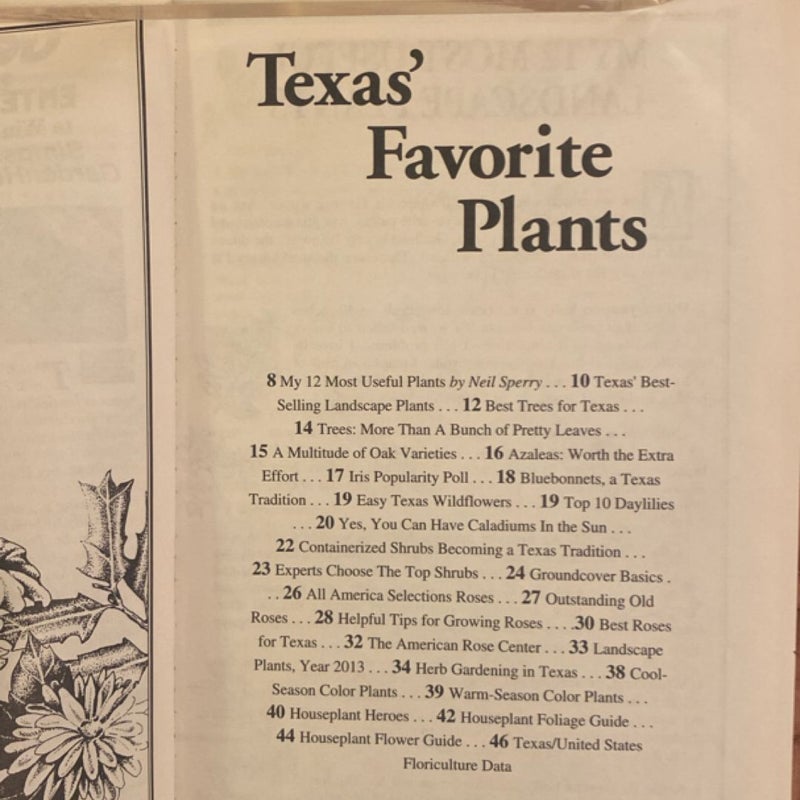 Texas'
Favorite
Plants
8 My 12 Most Useful Plants by Neil Sperry . . . 10 Texas' Best-
Selling Landscape Plants . . . 12 Best Trees for Texas . . .
14 Trees: More Than A Bunch of Pretty Leaves . . .
15 A Multitude of Oak Varieties . . . 16 Azaleas: Worth the Extra
Effort . . . 17 Iris Popularity Poll . . . 18 Bluebonnets, a Texas
Tradition . . . 19 Easy Texas Wildflowers . . . 19 Top 10 Daylilies
. . . 20 Yes, You Can Have Caladiums In the Sun . . .
22 Containerized Shrubs Becoming a Texas Tradition . . .
23 Experts Choose The Top Shrubs . . . 24 Groundcover Basics .
. . 26 All America Selections Roses . . . 27 Outstanding Old
Roses . . . 28 Helpful Tips for Growing Roses . . . .30 Best Roses
for Texas . . . 32 The American Rose Center . . . 33 Landscape
Plants, Year 2013 . . . 34 Herb Gardening in Texas . . . 38 Cool-
Season Color Plants . . . 39 Warm-Season Color Plants . . .
40 Houseplant Heroes . . . 42 Houseplant Foliage Guide . . .
44 Houseplant Flower Guide . . . 46 Texas/United States
Floriculture Data